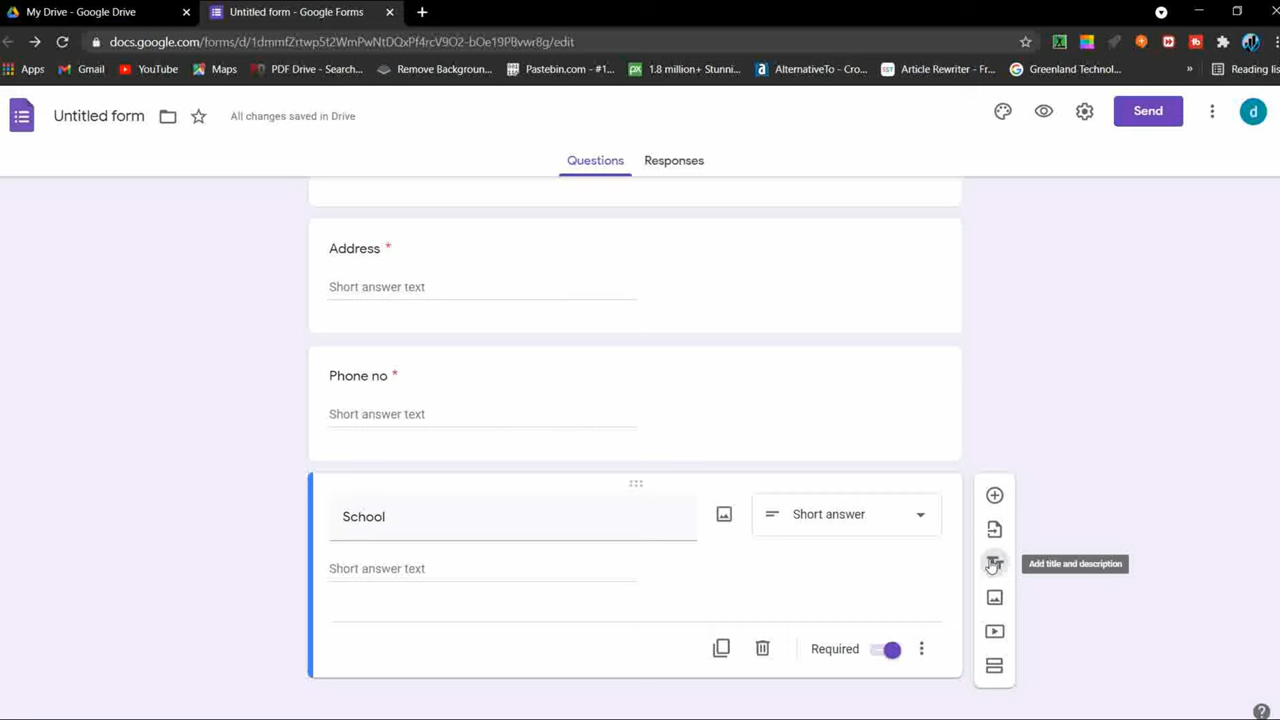 My Drive - Google Drive
Untitled form - Google Forms
docs.google.com/forms/d/1dmmfZrtwp5t2WmPwNtDQxPf4rcV9O2-bOe19PBvwr8g/edit
Apps
Gmail
YouTube
Maps
PDF Drive - Search...
Remove Backgroun...
Pastebin.com - #1...
1.8 million+ Stunni...
AlternativeTo - Cro...
Article Rewriter - Fr...
Greenland Technol...
»
Reading list
Untitled form
All changes saved in Drive
Send
d
Questions
Responses
Address *
Short answer text
Phone no *
Short answer text
School
Short answer
Short answer text
Add title and description
Required